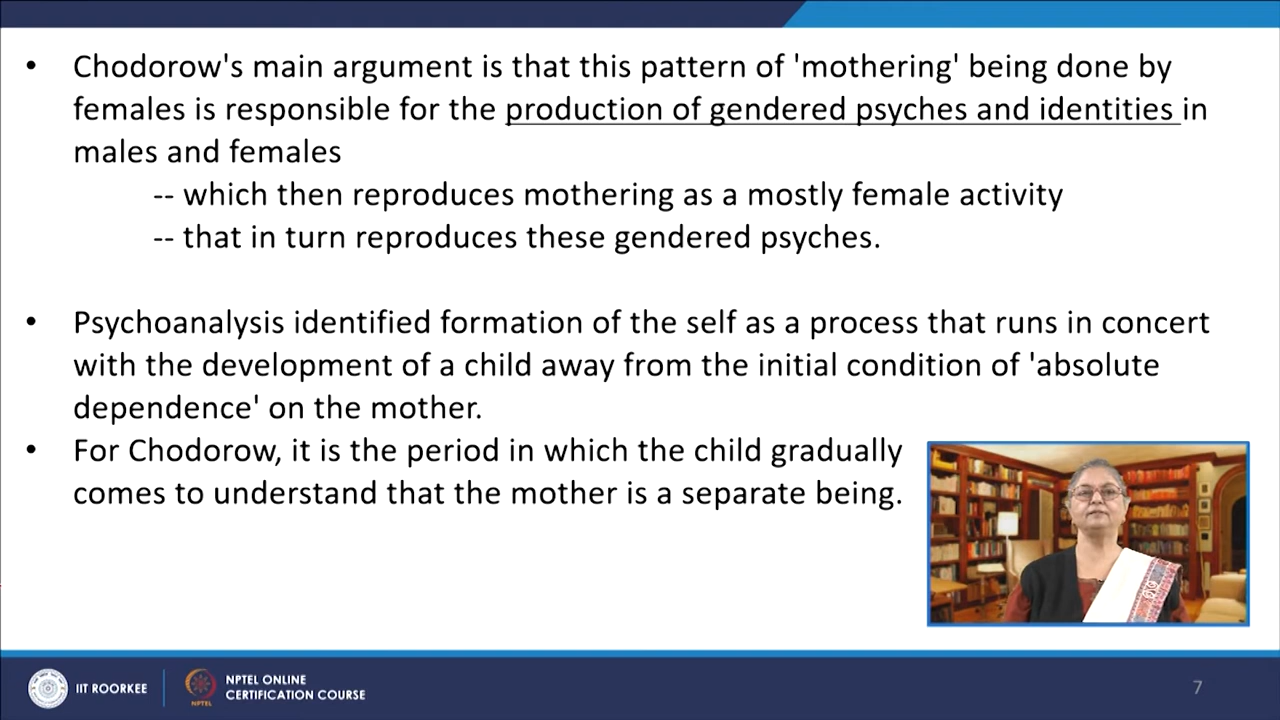 • Chodorow's main argument is that this pattern of 'mothering' being done by
females is responsible for the production of gendered psyches and identities in
males and females
-- which then reproduces mothering as a mostly female activity
-- that in turn reproduces these gendered psyches.
• Psychoanalysis identified formation of the self as a process that runs in concert
with the development of a child away from the initial condition of 'absolute
dependence' on the mother.
• For Chodorow, it is the period in which the child gradually
comes to understand that the mother is a separate being.
IIT ROORKEE
NPTEL
NPTEL ONLINE
CERTIFICATION COURSE
7